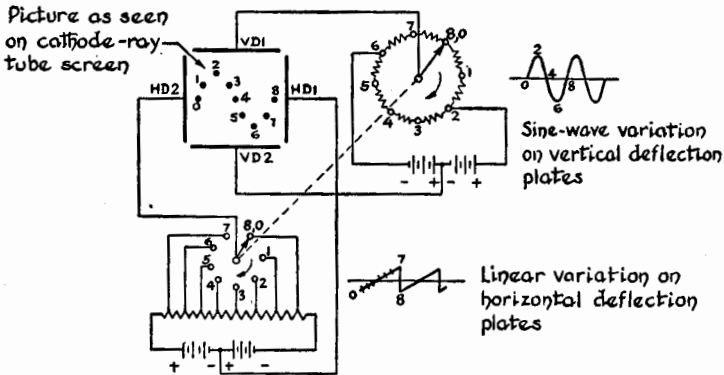 Picture as seen
on cathode-ray
tube screen
VD1
HD2
HD1
VD2
0
1
2
3
4
5
6
7
8
8,0
1
2
3
4
5
6
7
- + - +
0
2
4
6
8
Sine-wave variation
on vertical deflection
plates
8,0
1
2
3
4
5
6
7
+ - + -
0
7
8
Linear variation on
horizontal deflection
plates